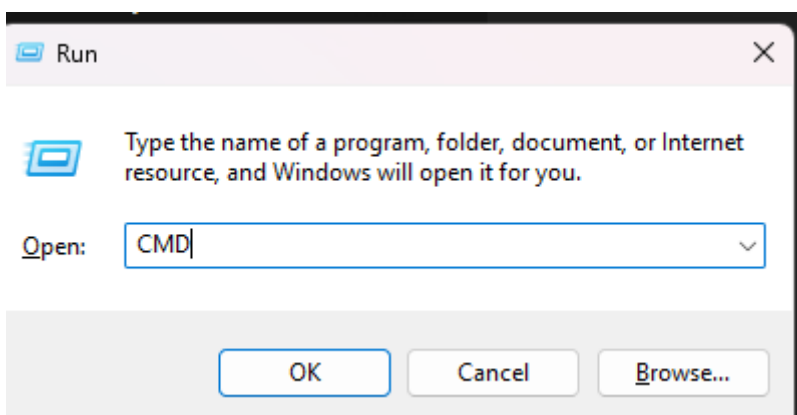 Run
Type the name of a program, folder, document, or Internet
resource, and Windows will open it for you.
Open: CMD
OK Cancel Browse...